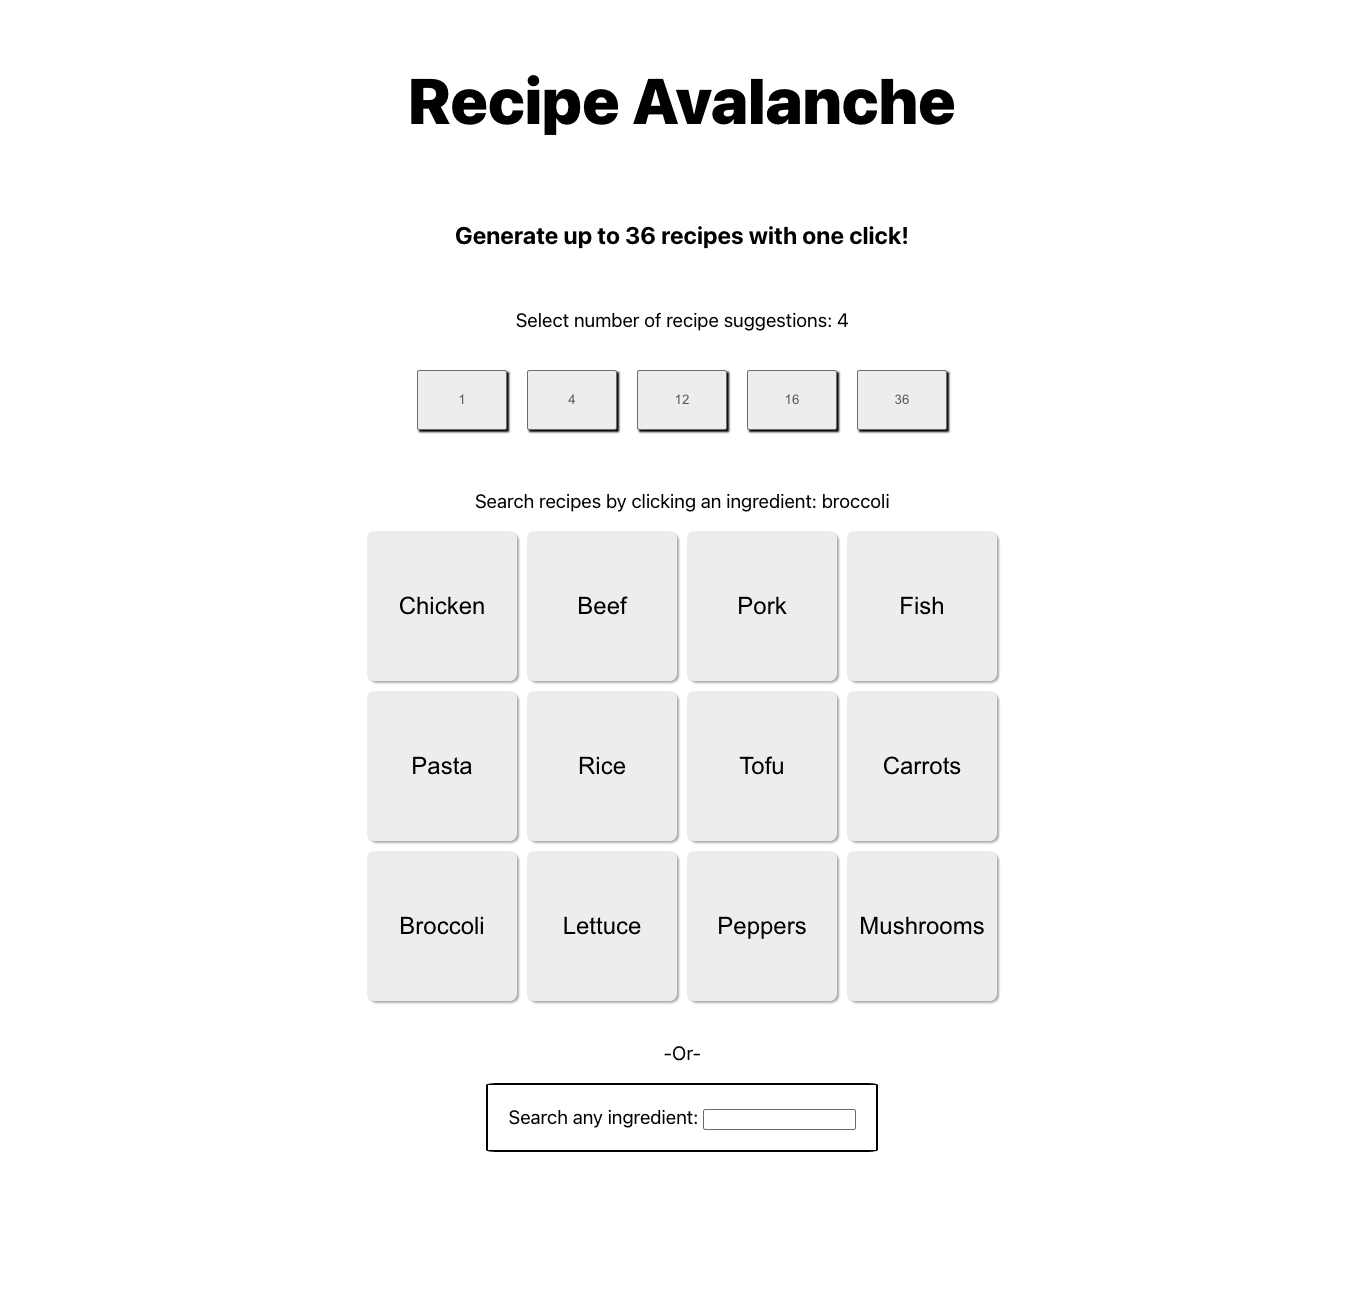 Recipe Avalanche
Generate up to 36 recipes with one click!
Select number of recipe suggestions: 4
1 4 12 16 36
Search recipes by clicking an ingredient: broccoli
Chicken Beef Pork Fish
Pasta Rice Tofu Carrots
Broccoli Lettuce Peppers Mushrooms
-Or-
Search any ingredient: